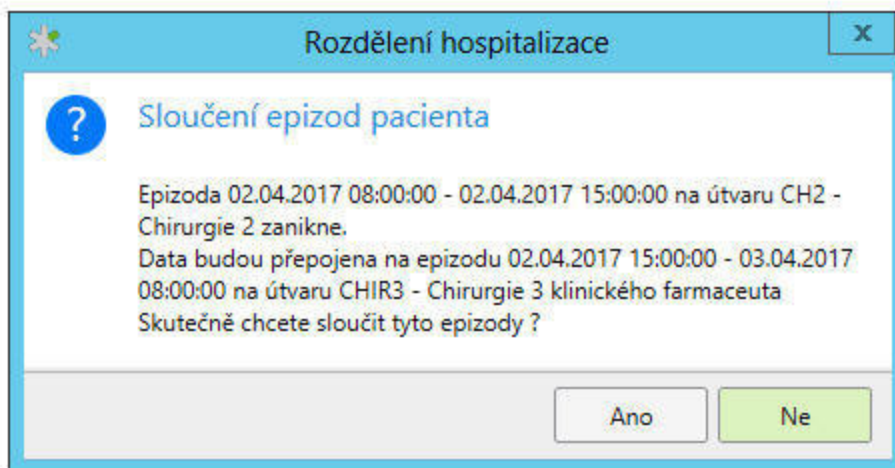 Rozdělení hospitalizace
x
Sloučení epizod pacienta
Epizoda 02.04.2017 08:00:00 - 02.04.2017 15:00:00 na útvaru CH2 -
Chirurgie 2 zanikne.
Data budou přepojena na epizodu 02.04.2017 15:00:00 - 03.04.2017
08:00:00 na útvaru CHIR3 - Chirurgie 3 klinického farmaceuta
Skutečně chcete sloučit tyto epizody ?
Ano
Ne